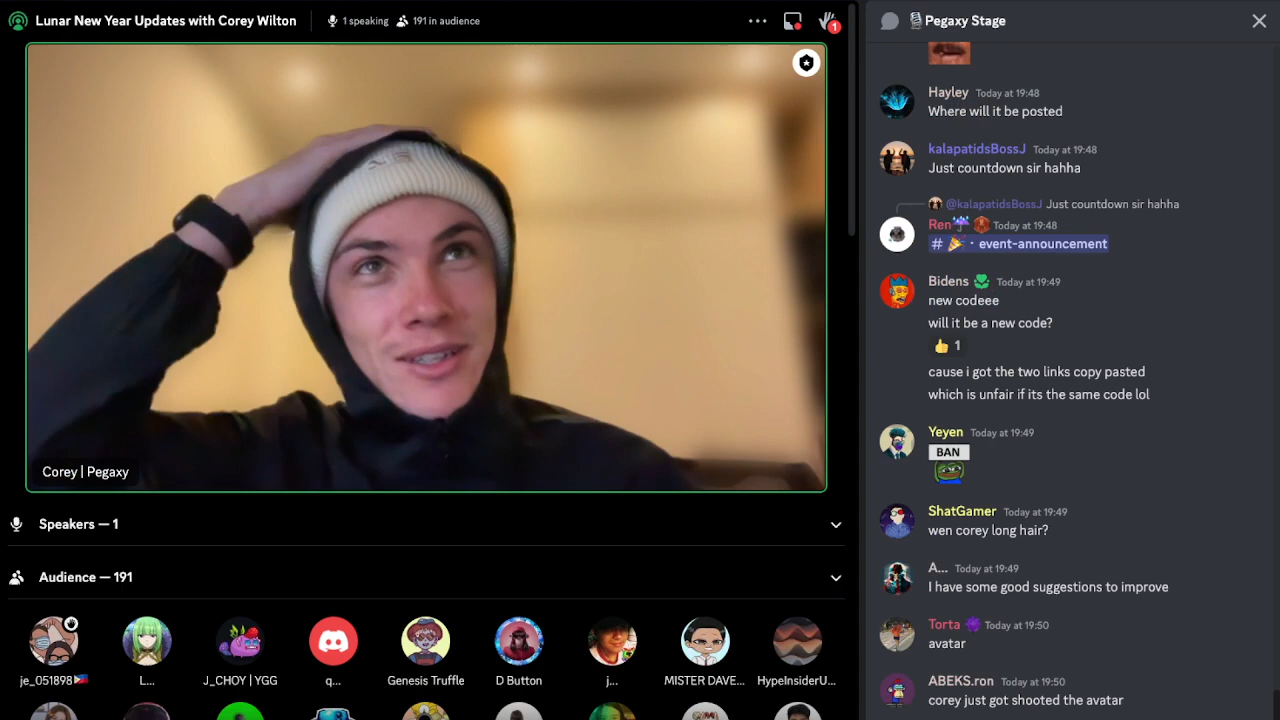 Lunar New Year Updates with Corey Wilton
1 speaking 191 in audience
1
Corey | Pegaxy
Speakers — 1
Audience — 191
je_051898
L...
J_CHOY | YGG
q...
Genesis Truffle
D Button
j...
MISTER DAVE...
HypeInsiderU...
Pegaxy Stage
Hayley Today at 19:48
Where will it be posted
kalapatidsBossJ Today at 19:48
Just countdown sir hahha
@kalapatidsBossJ Just countdown sir hahha
Ren Today at 19:48
# 🎉 · event-announcement
Bidens Today at 19:49
new codeee
will it be a new code?
👍 1
cause i got the two links copy pasted
which is unfair if its the same code lol
Yeyen Today at 19:49
BAN
ShatGamer Today at 19:49
wen corey long hair?
A... Today at 19:49
I have some good suggestions to improve
Torta Today at 19:50
avatar
ABEKS.ron Today at 19:50
corey just got shooted the avatar